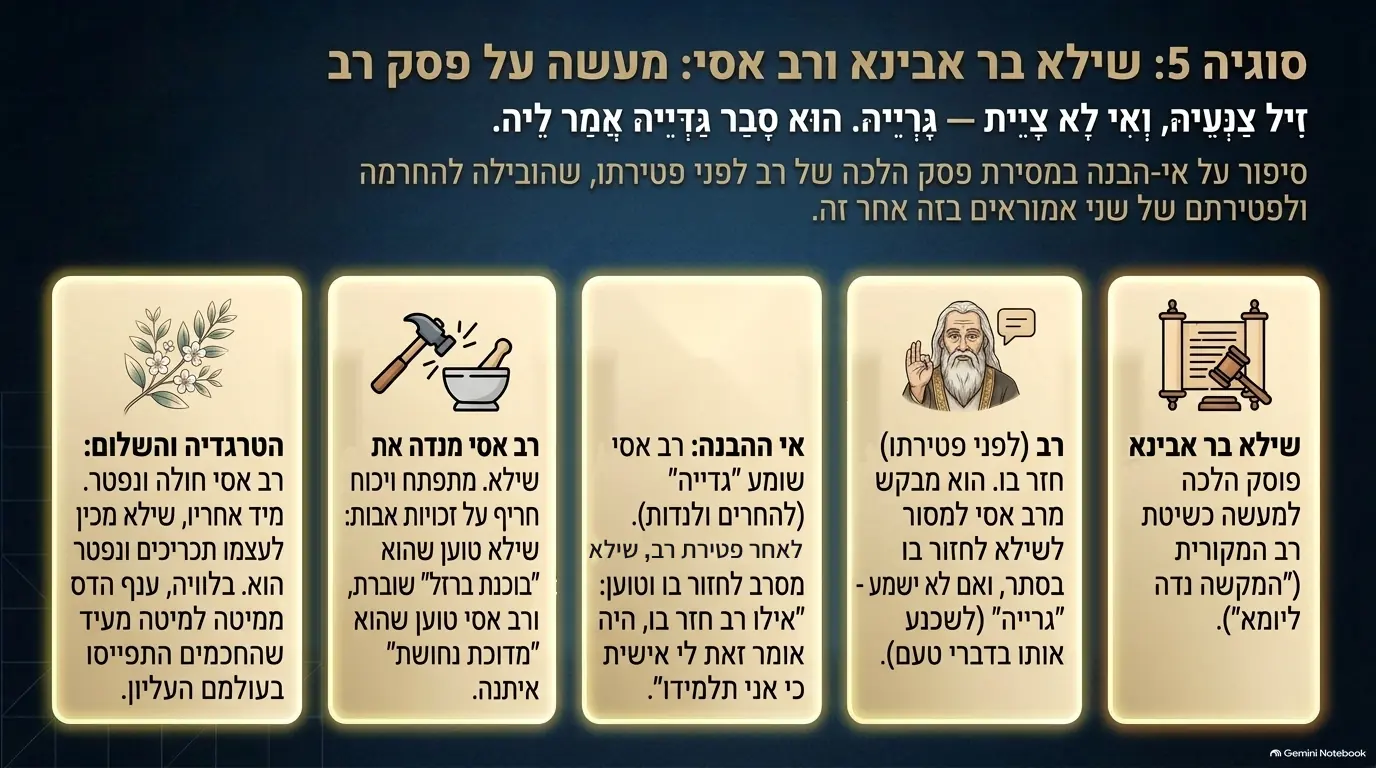 סוגיה 5: שילא בר אבינא ורב אסי: מעשה על פסק רב
זִיל צַנְּעֵיהּ, וְאִי לָא צָיֵית — גָּרְיֵיהּ. הוּא סָבַר גַּדְּיֵיהּ אֲמַר לֵיהּ.
סיפור על אי-הבנה במסירת פסק הלכה של רב לפני פטירתו, שהובילה להחרמה
ולפטירתם של שני אמוראים בזה אחר זה.
שילא בר אבינא
פוסק הלכה
למעשה כשיטת
רב המקורית
("המקשה נדה
ליומא").
רב (לפני פטירתו)
חזר בו. הוא מבקש
מרב אסי למסור
לשילא לחזור בו
בסתר, ואם לא ישמע -
"גרייה" (לשכנע
אותו בדברי טעם).
אי ההבנה: רב אסי
שומע "גדייה"
(להחרים ולנדות).
לאחר פטירת רב, שילא
מסרב לחזור בו וטוען:
"אילו רב חזר בו, היה
אומר זאת לי אישית
כי אני תלמידו".
רב אסי מנדה את
שילא. מתפתח ויכוח
חריף על זכויות אבות:
שילא טוען שהוא
"בוכנת ברזל" שוברת,
ורב אסי טוען שהוא
"מדוכת נחושת"
איתנה.
הטרגדיה והשלום:
רב אסי חולה ונפטר.
מיד אחריו, שילא מכין
לעצמו תכריכים ונפטר
הוא. בלוויה, ענף הדס
ממיטה למיטה מעיד
שהחכמים התפייסו
בעולמם העליון.
Gemini Notebook